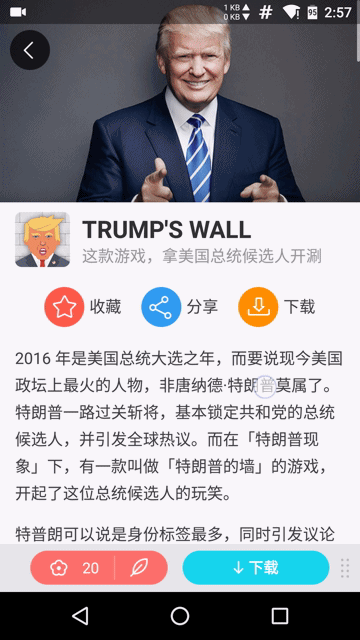 1 KB
0 KB
95
2:57
TRUMP'S WALL
这款游戏，拿美国总统候选人开涮
收藏
分享
下载
2016 年是美国总统大选之年，而要说现今美国
政坛上最火的人物，非唐纳德·特朗普莫属了。
特朗普一路过关斩将，基本锁定共和党的总统
候选人，并引发全球热议。而在「特朗普现
象」下，有一款叫做「特朗普的墙」的游戏，
开起了这位总统候选人的玩笑。
特普朗可以说是身份标签最多，同时引发议论
20
下载